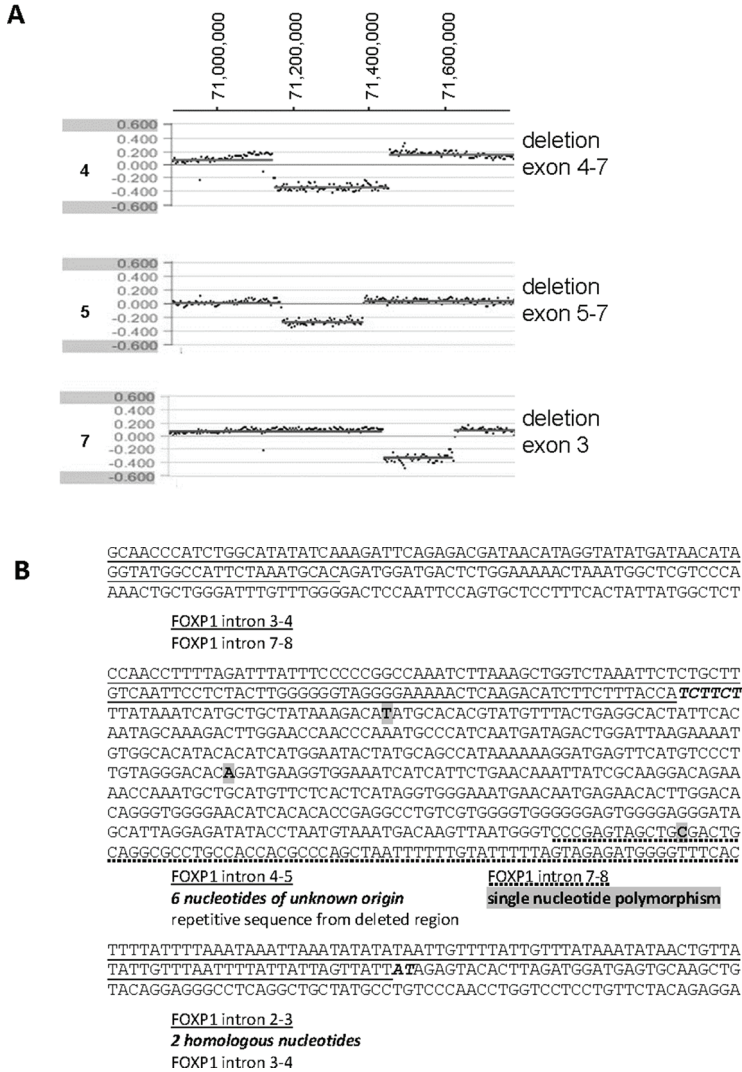 A
71,000,000
71,200,000
71,400,000
71,600,000
0.600
0.400
0.200
0.000
-0.200
-0.400
-0.600
4
deletion
exon 4-7
0.600
0.400
0.200
0.000
-0.200
-0.400
-0.600
5
deletion
exon 5-7
0.600
0.400
0.200
0.000
-0.200
-0.400
-0.600
7
deletion
exon 3
B
GCAACCCATCTGGCATATATCAAAGATTCAGAGACGATAACATAGGTATATGATAACATA
GGTATGGCCATTCTAAATGCACAGATGGATGACTCTGGAAAAACTAAATGGCTCGTCCCA
AAACTGCTGGGATTTGTTTGGGGACTCCAATTCCAGTGCTCCTTTCACTATTATGGCTCT
FOXP1 intron 3-4
FOXP1 intron 7-8
CCAACCTTTTAGATTTATTTCCCCCGGCCAAATCTTAAAGCTGGTCTAAATTCTCTGCTT
GTCAATTCCTCTACTTGGGGGGTAGGGGAAAAACTCAAGACATCTTCTTTACCATCTTCT
TTATAAATCATGCTGCTATAAAGACATATGCACACGTATGTTTACTGAGGCACTATTCAC
AATAGCAAAGACTTGGAACCAACCCAAATGCCCATCAATGATAGACTGGATTAAGAAAAT
GTGGCACATACACATCATGGAATACTATGCAGCCATAAAAAAGGATGAGTTCATGTCCCT
TGTAGGGACACAGATGAAGGTGGAAATCATCATTCTGAACAAATTATCGCAAGGACAGAA
AACCAAATGCTGCATGTTCTCACTCATAGGTGGGAAATGAACAATGAGAACACTTGGACA
CAGGGTGGGGAACATCACACACCGAGGCCTGTCGTGGGGTGGGGGGAGTGGGGAGGGATA
GCATTAGGAGATATACCTAATGTAAATGACAAGTTAATGGGTCCCGAGTAGCTGCGACTG
CAGGCGCCTGCCACCACGCCCAGCTAATTTTTTGTATTTTTAGTAGAGATGGGGTTTCAC
FOXP1 intron 4-5
FOXP1 intron 7-8
6 nucleotides of unknown origin
single nucleotide polymorphism
repetitive sequence from deleted region
TTTTATTTTAAATAAATTAAATATATATAATTGTTTTATTGTTTATAAATATAACTGTTA
TATTGTTTAATTTTATTATTAGTTATTATAGAGTACACTTAGATGGATGAGTGCAAGCTG
TACAGGAGGGCCTCAGGCTGCTATGCCTGTCCCAACCTGGTCCTCCTGTTCTACAGAGGA
FOXP1 intron 2-3
2 homologous nucleotides
FOXP1 intron 3-4